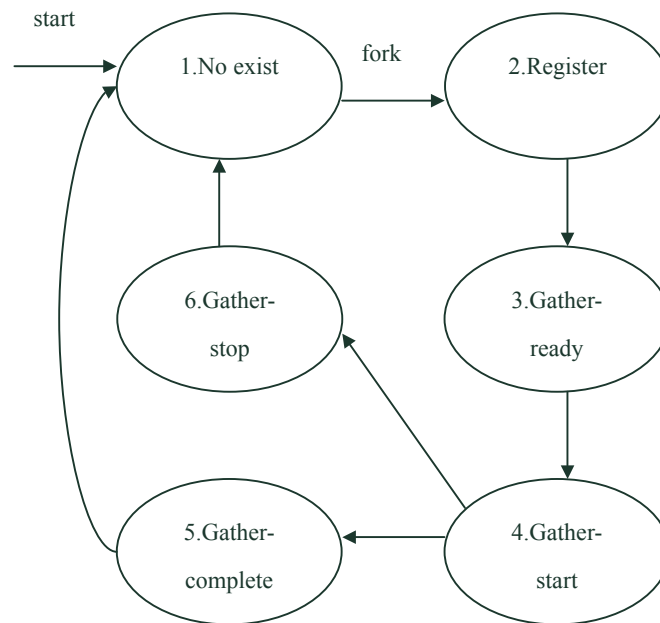 start
1.No exist
fork
2.Register
6.Gather-
stop
3.Gather-
ready
5.Gather-
complete
4.Gather-
start